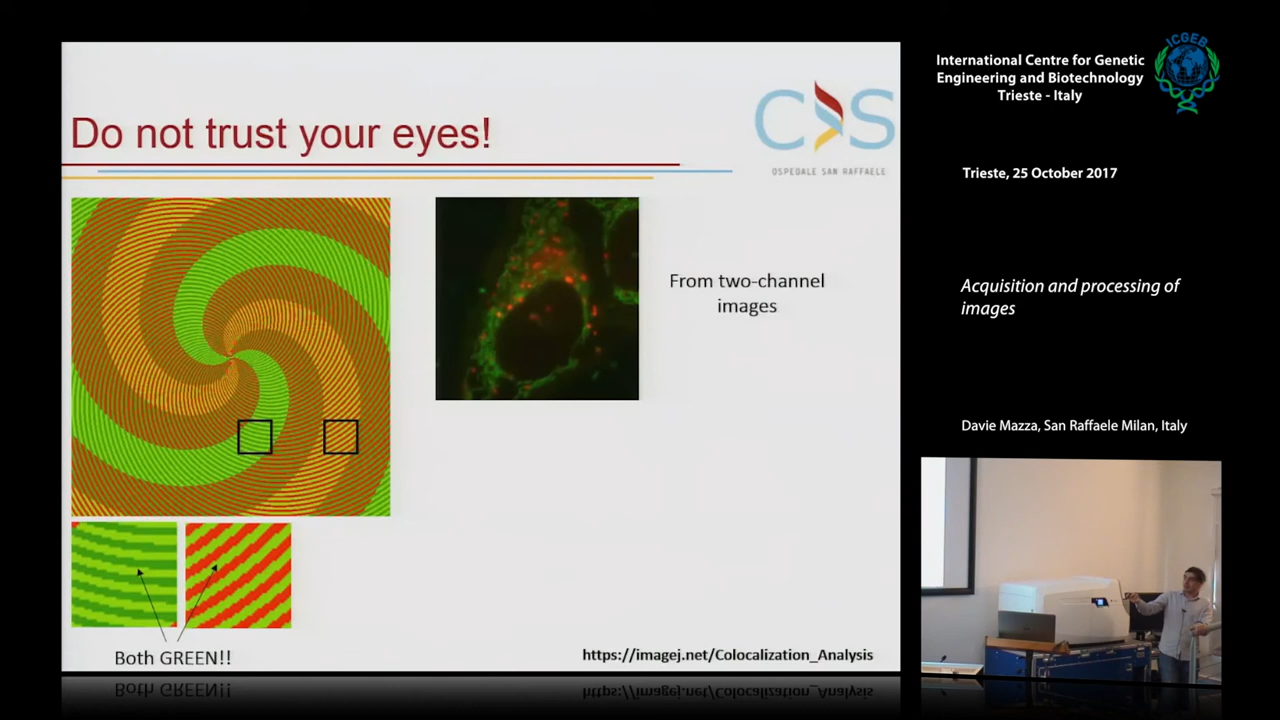 Do not trust your eyes!
OSPEDALE SAN RAFFAELE
From two-channel
images
Both GREEN!!
https://imagej.net/Colocalization_Analysis
International Centre for Genetic
Engineering and Biotechnology
Trieste - Italy
ICGEB
Trieste, 25 October 2017
Acquisition and processing of
images
Davie Mazza, San Raffaele Milan, Italy